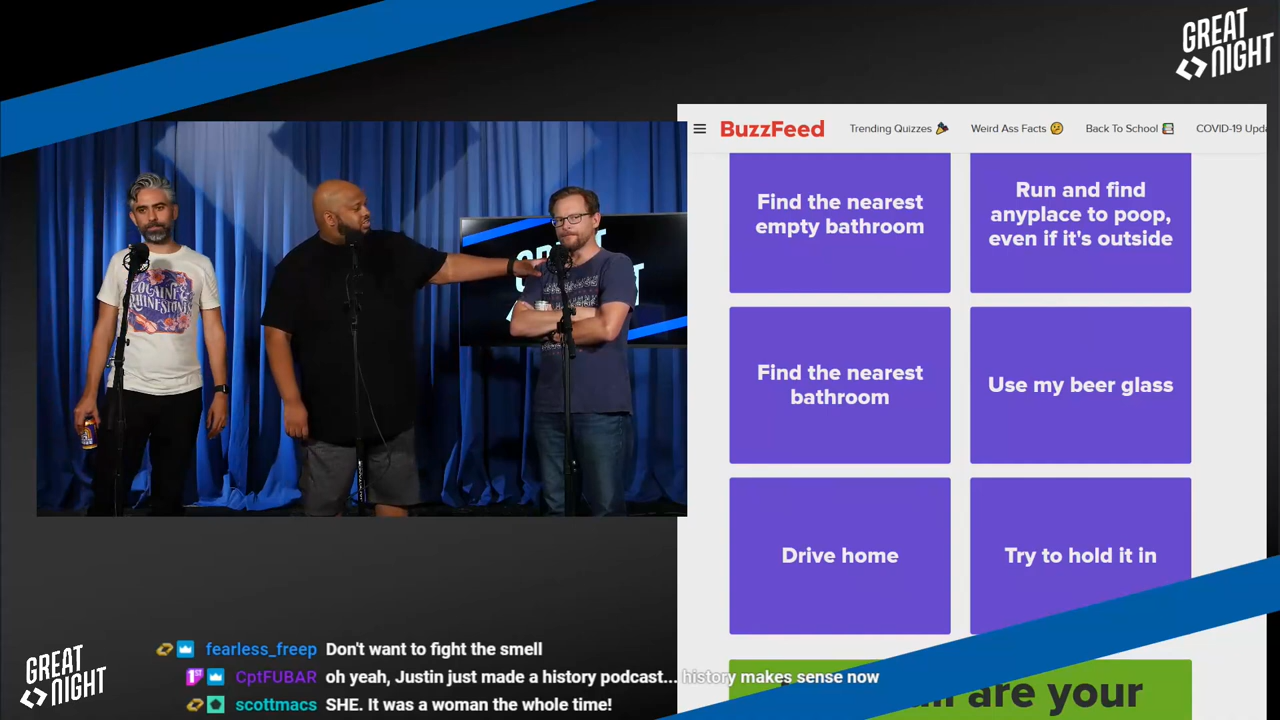 GREAT
NIGHT
BuzzFeed
Trending Quizzes
Weird Ass Facts
Back To School
COVID-19
Find the nearest
empty bathroom
Run and find
anyplace to poop,
even if it's outside
Find the nearest
bathroom
Use my beer glass
Drive home
Try to hold it in
are your
COCAINE &
RHINESTONES
GREAT
NIGHT
fearless_freep Don't want to fight the smell
1ST CptFUBAR oh yeah, Justin just made a history podcast... history makes sense now
scottmacs SHE. It was a woman the whole time!